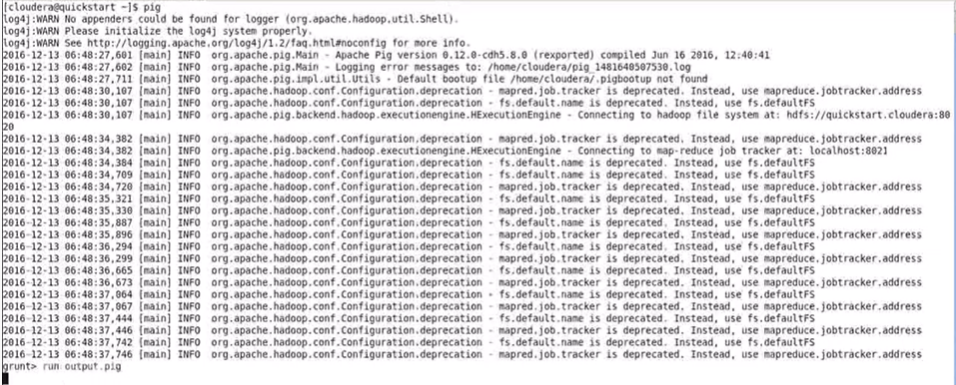 [cloudera@quickstart ~]$ pig
log4j:WARN No appenders could be found for logger (org.apache.hadoop.util.Shell).
log4j:WARN Please initialize the log4j system properly.
log4j:WARN See http://logging.apache.org/log4j/1.2/faq.html#noconfig for more info.
2016-12-13 06:48:27,601 [main] INFO  org.apache.pig.Main - Apache Pig version 0.12.0-cdh5.8.0 (rexported) compiled Jun 16 2016, 12:40:41
2016-12-13 06:48:27,602 [main] INFO  org.apache.pig.Main - Logging error messages to: /home/cloudera/pig_1481640507530.log
2016-12-13 06:48:27,711 [main] INFO  org.apache.pig.impl.util.Utils - Default bootup file /home/cloudera/.pigbootup not found
2016-12-13 06:48:30,107 [main] INFO  org.apache.hadoop.conf.Configuration.deprecation - mapred.job.tracker is deprecated. Instead, use mapreduce.jobtracker.address
2016-12-13 06:48:30,107 [main] INFO  org.apache.hadoop.conf.Configuration.deprecation - fs.default.name is deprecated. Instead, use fs.defaultFS
2016-12-13 06:48:30,107 [main] INFO  org.apache.pig.backend.hadoop.executionengine.HExecutionEngine - Connecting to hadoop file system at: hdfs://quickstart.cloudera:80
20
2016-12-13 06:48:34,382 [main] INFO  org.apache.hadoop.conf.Configuration.deprecation - mapred.job.tracker is deprecated. Instead, use mapreduce.jobtracker.address
2016-12-13 06:48:34,382 [main] INFO  org.apache.pig.backend.hadoop.executionengine.HExecutionEngine - Connecting to map-reduce job tracker at: localhost:8021
2016-12-13 06:48:34,384 [main] INFO  org.apache.hadoop.conf.Configuration.deprecation - fs.default.name is deprecated. Instead, use fs.defaultFS
2016-12-13 06:48:34,709 [main] INFO  org.apache.hadoop.conf.Configuration.deprecation - fs.default.name is deprecated. Instead, use fs.defaultFS
2016-12-13 06:48:34,720 [main] INFO  org.apache.hadoop.conf.Configuration.deprecation - mapred.job.tracker is deprecated. Instead, use mapreduce.jobtracker.address
2016-12-13 06:48:35,321 [main] INFO  org.apache.hadoop.conf.Configuration.deprecation - fs.default.name is deprecated. Instead, use fs.defaultFS
2016-12-13 06:48:35,330 [main] INFO  org.apache.hadoop.conf.Configuration.deprecation - mapred.job.tracker is deprecated. Instead, use mapreduce.jobtracker.address
2016-12-13 06:48:35,887 [main] INFO  org.apache.hadoop.conf.Configuration.deprecation - fs.default.name is deprecated. Instead, use fs.defaultFS
2016-12-13 06:48:35,896 [main] INFO  org.apache.hadoop.conf.Configuration.deprecation - mapred.job.tracker is deprecated. Instead, use mapreduce.jobtracker.address
2016-12-13 06:48:36,294 [main] INFO  org.apache.hadoop.conf.Configuration.deprecation - fs.default.name is deprecated. Instead, use fs.defaultFS
2016-12-13 06:48:36,299 [main] INFO  org.apache.hadoop.conf.Configuration.deprecation - mapred.job.tracker is deprecated. Instead, use mapreduce.jobtracker.address
2016-12-13 06:48:36,665 [main] INFO  org.apache.hadoop.conf.Configuration.deprecation - fs.default.name is deprecated. Instead, use fs.defaultFS
2016-12-13 06:48:36,673 [main] INFO  org.apache.hadoop.conf.Configuration.deprecation - mapred.job.tracker is deprecated. Instead, use mapreduce.jobtracker.address
2016-12-13 06:48:37,064 [main] INFO  org.apache.hadoop.conf.Configuration.deprecation - fs.default.name is deprecated. Instead, use fs.defaultFS
2016-12-13 06:48:37,067 [main] INFO  org.apache.hadoop.conf.Configuration.deprecation - mapred.job.tracker is deprecated. Instead, use mapreduce.jobtracker.address
2016-12-13 06:48:37,444 [main] INFO  org.apache.hadoop.conf.Configuration.deprecation - fs.default.name is deprecated. Instead, use fs.defaultFS
2016-12-13 06:48:37,446 [main] INFO  org.apache.hadoop.conf.Configuration.deprecation - mapred.job.tracker is deprecated. Instead, use mapreduce.jobtracker.address
2016-12-13 06:48:37,742 [main] INFO  org.apache.hadoop.conf.Configuration.deprecation - fs.default.name is deprecated. Instead, use fs.defaultFS
2016-12-13 06:48:37,746 [main] INFO  org.apache.hadoop.conf.Configuration.deprecation - mapred.job.tracker is deprecated. Instead, use mapreduce.jobtracker.address
grunt> run output.pig